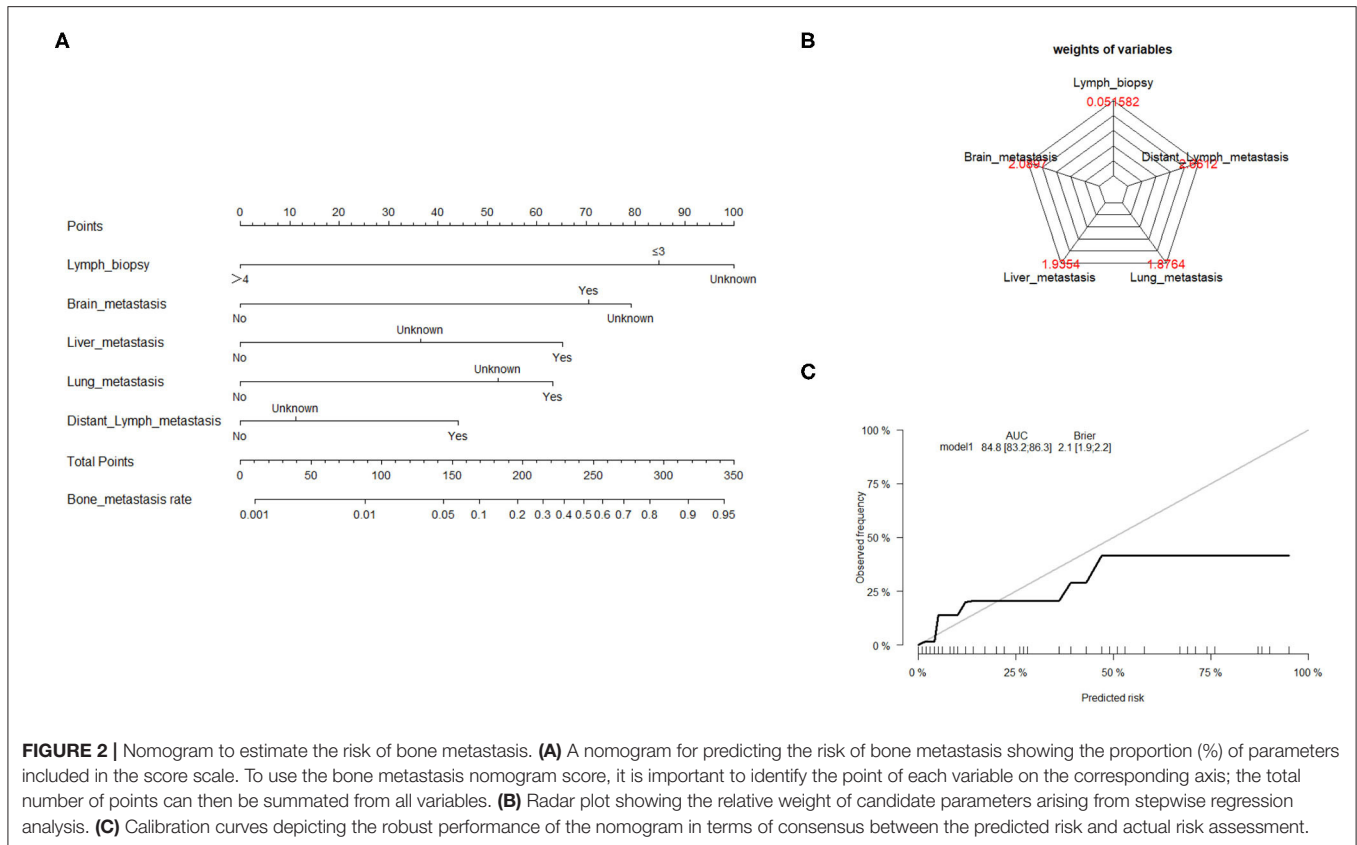 A
Points
0 10 20 30 40 50 60 70 80 90 100
Lymph_biopsy
≤3
>4 Unknown
Brain_metastasis
Yes
No Unknown
Liver_metastasis
Unknown
No Yes
Lung_metastasis
Unknown
No Yes
Distant_Lymph_metastasis
Unknown
No Yes
Total Points
0 50 100 150 200 250 300 350
Bone_metastasis rate
0.001 0.01 0.05 0.1 0.2 0.3 0.4 0.5 0.6 0.7 0.8 0.9 0.95
B
weights of variables
Lymph_biopsy
0.051582
Brain_metastasis Distant_Lymph_metastasis
1.9354 1.8764
Liver_metastasis Lung_metastasis
C
AUC Brier
model1 84.8 [83.2;86.3] 2.1 [1.9;2.2]
100 %
75 %
50 %
25 %
0 %
Observed frequency
0 % 25 % 50 % 75 % 100 %
Predicted risk
FIGURE 2 | Nomogram to estimate the risk of bone metastasis. (A) A nomogram for predicting the risk of bone metastasis showing the proportion (%) of parameters
included in the score scale. To use the bone metastasis nomogram score, it is important to identify the point of each variable on the corresponding axis; the total
number of points can then be summated from all variables. (B) Radar plot showing the relative weight of candidate parameters arising from stepwise regression
analysis. (C) Calibration curves depicting the robust performance of the nomogram in terms of consensus between the predicted risk and actual risk assessment.